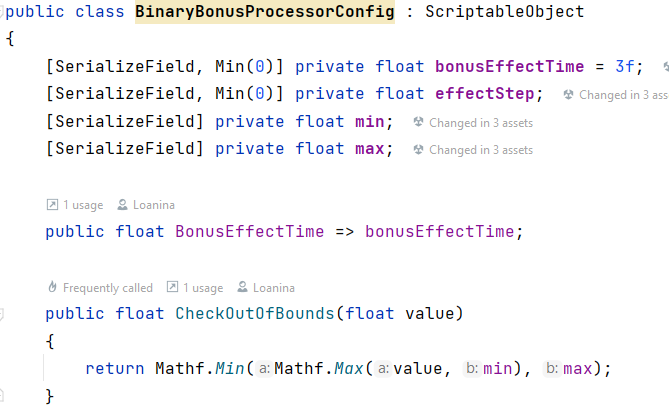 public class BinaryBonusProcessorConfig : ScriptableObject
{
[SerializeField, Min(0)] private float bonusEffectTime = 3f;
[SerializeField, Min(0)] private float effectStep; Changed in 3 assets
[SerializeField] private float min; Changed in 3 assets
[SerializeField] private float max; Changed in 3 assets
1 usage Loanina
public float BonusEffectTime => bonusEffectTime;
Frequently called 1 usage Loanina
public float CheckOutOfBounds(float value)
{
return Mathf.Min(a:Mathf.Max(a:value, b:min), b:max);
}